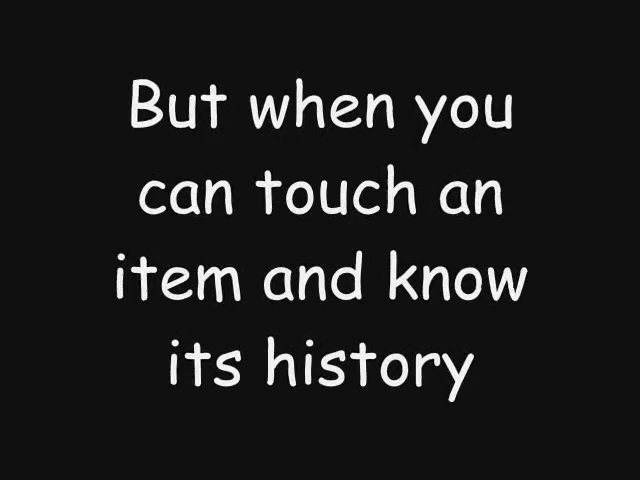 But when you
can touch an
item and know
its history